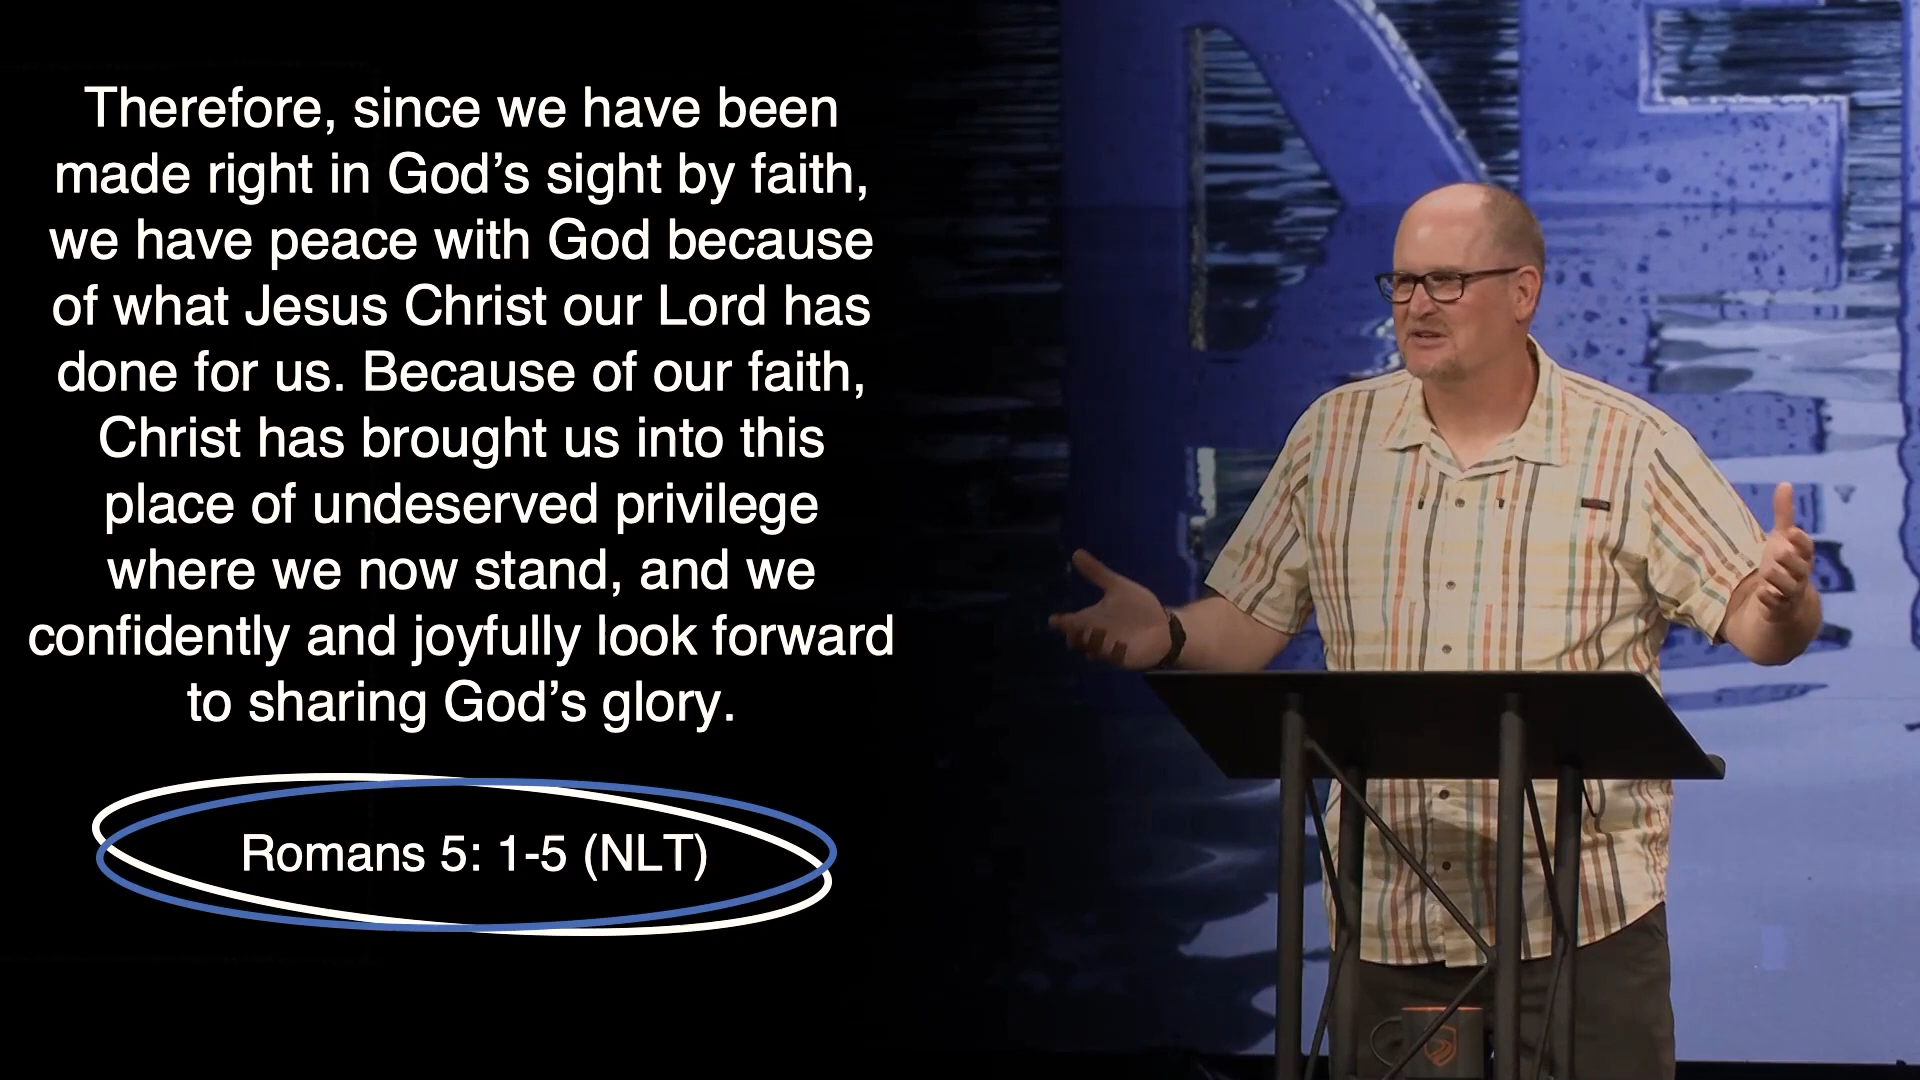 Therefore, since we have been
made right in God’s sight by faith,
we have peace with God because
of what Jesus Christ our Lord has
done for us. Because of our faith,
Christ has brought us into this
place of undeserved privilege
where we now stand, and we
confidently and joyfully look forward
to sharing God’s glory.
Romans 5: 1-5 (NLT)